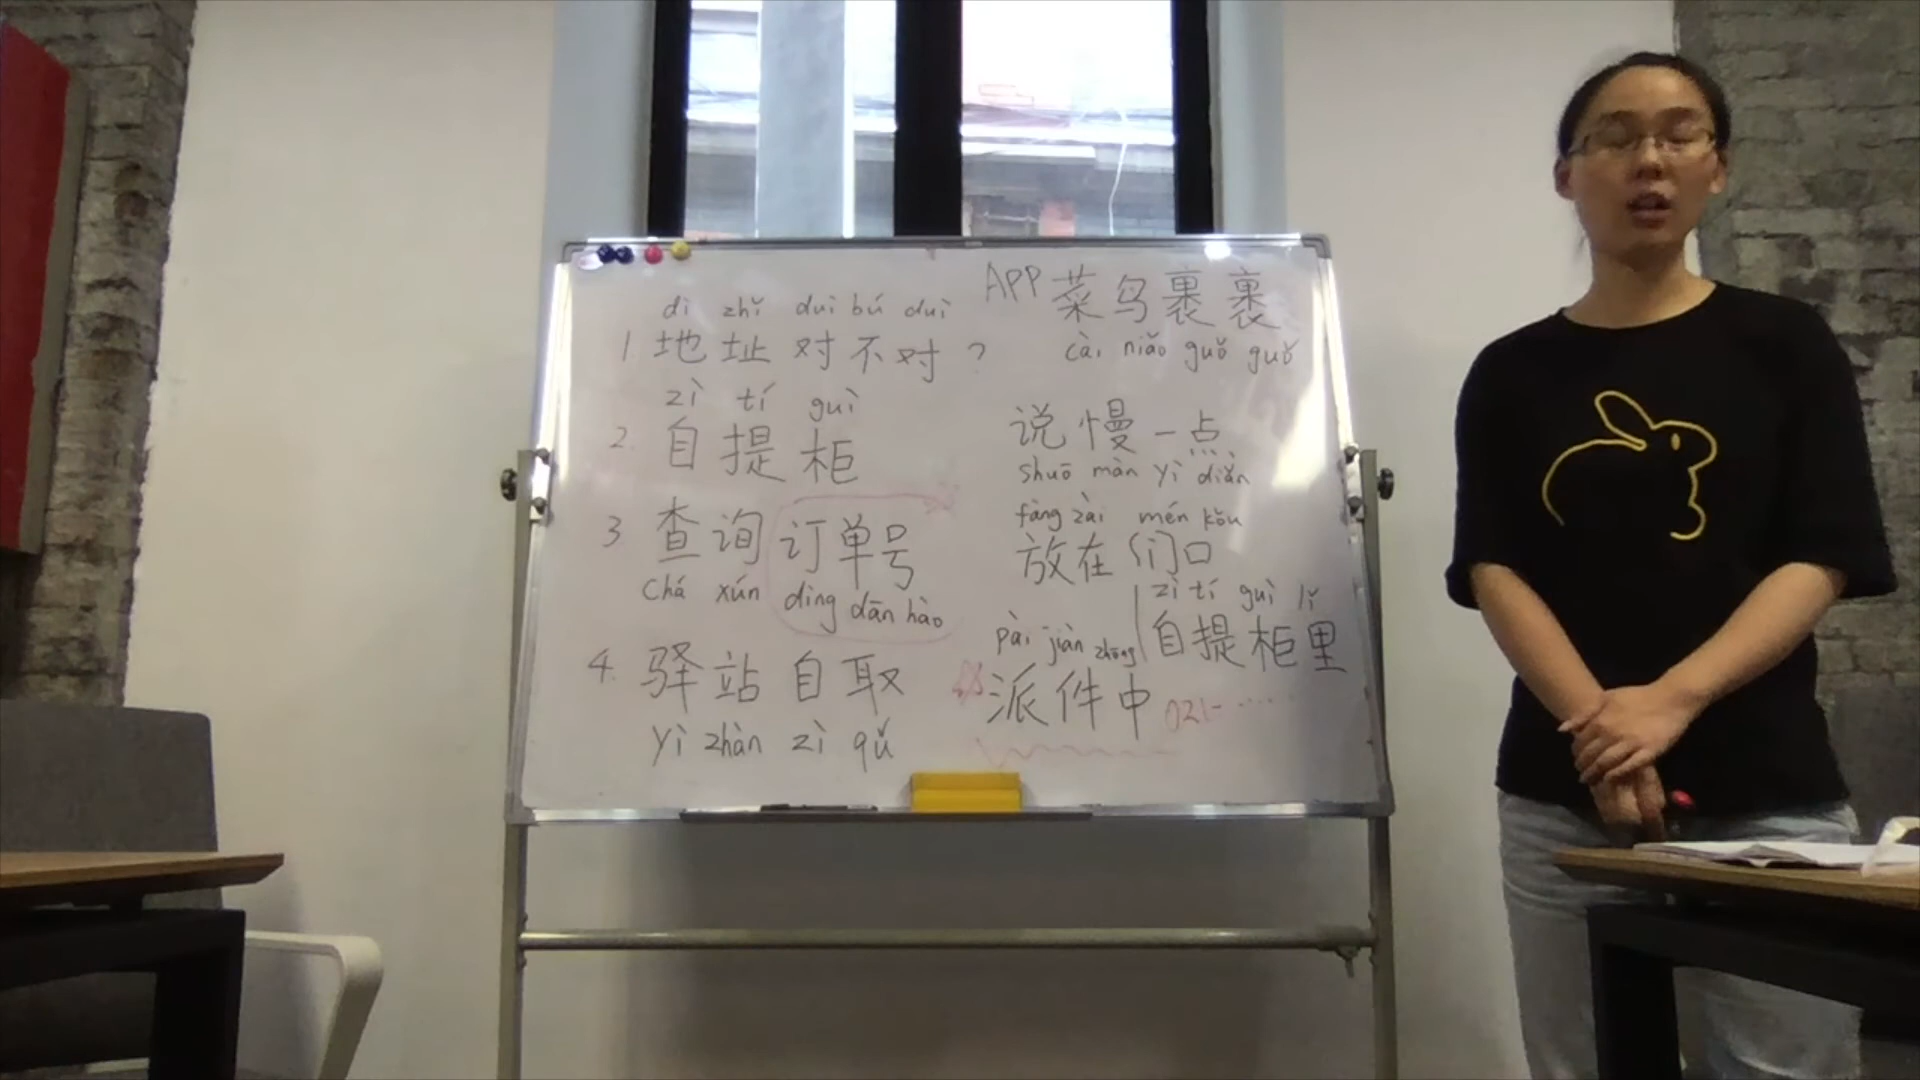 dì zhǐ duì bú duì
1 地址对不对？
zì tí guì
2. 自提柜
3 查询订单号
chá xún dìng dān hào
4. 驿站自取
yì zhàn zì qǔ
APP 菜鸟裹裹
cài niǎo guǒ guǒ
说慢一点
shuō màn yì diǎn
fàng zài mén kǒu
放在们口
zì tí guì lǐ
自提柜里
pài jiàn zhōng
派件中 021-·····